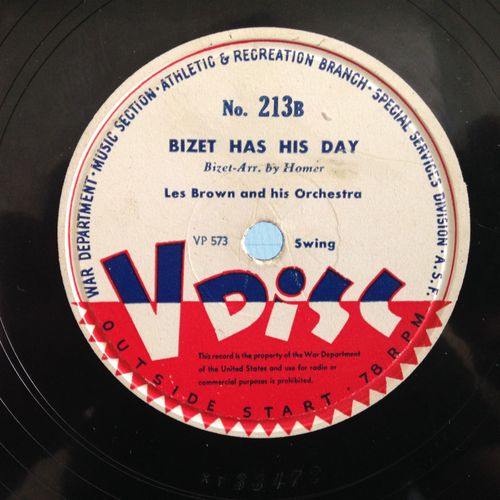 WAR DEPARTMENT · MUSIC SECTION · ATHLETIC & RECREATION BRANCH · SPECIAL SERVICES DIVISION · A.S.F.
No. 213B
BIZET HAS HIS DAY
Bizet-Arr. by Homer
Les Brown and his Orchestra
VP 573 Swing
V DISC
This record is the property of the War Department
of the United States and use for radio or
commercial purposes is prohibited.
OUTSIDE START · 78 RPM